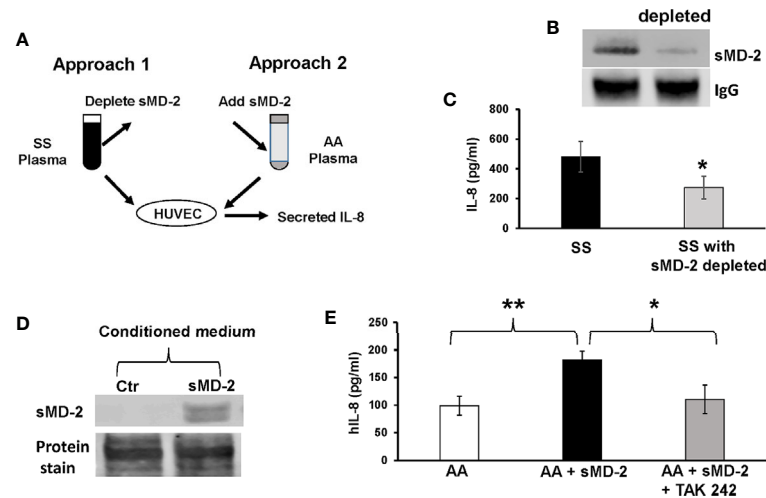 A
Approach 1
Approach 2
Deplete sMD-2
Add sMD-2
SS
Plasma
AA
Plasma
HUVEC
Secreted IL-8
B
depleted
sMD-2
IgG
C
IL-8 (pg/ml)
800
600
400
200
0
*
SS
SS with
sMD-2 depleted
D
Conditioned medium
Ctr
sMD-2
sMD-2
Protein
stain
E
hIL-8 (pg/ml)
250
200
150
100
50
0
**
*
AA
AA + sMD-2
AA + sMD-2
+ TAK 242